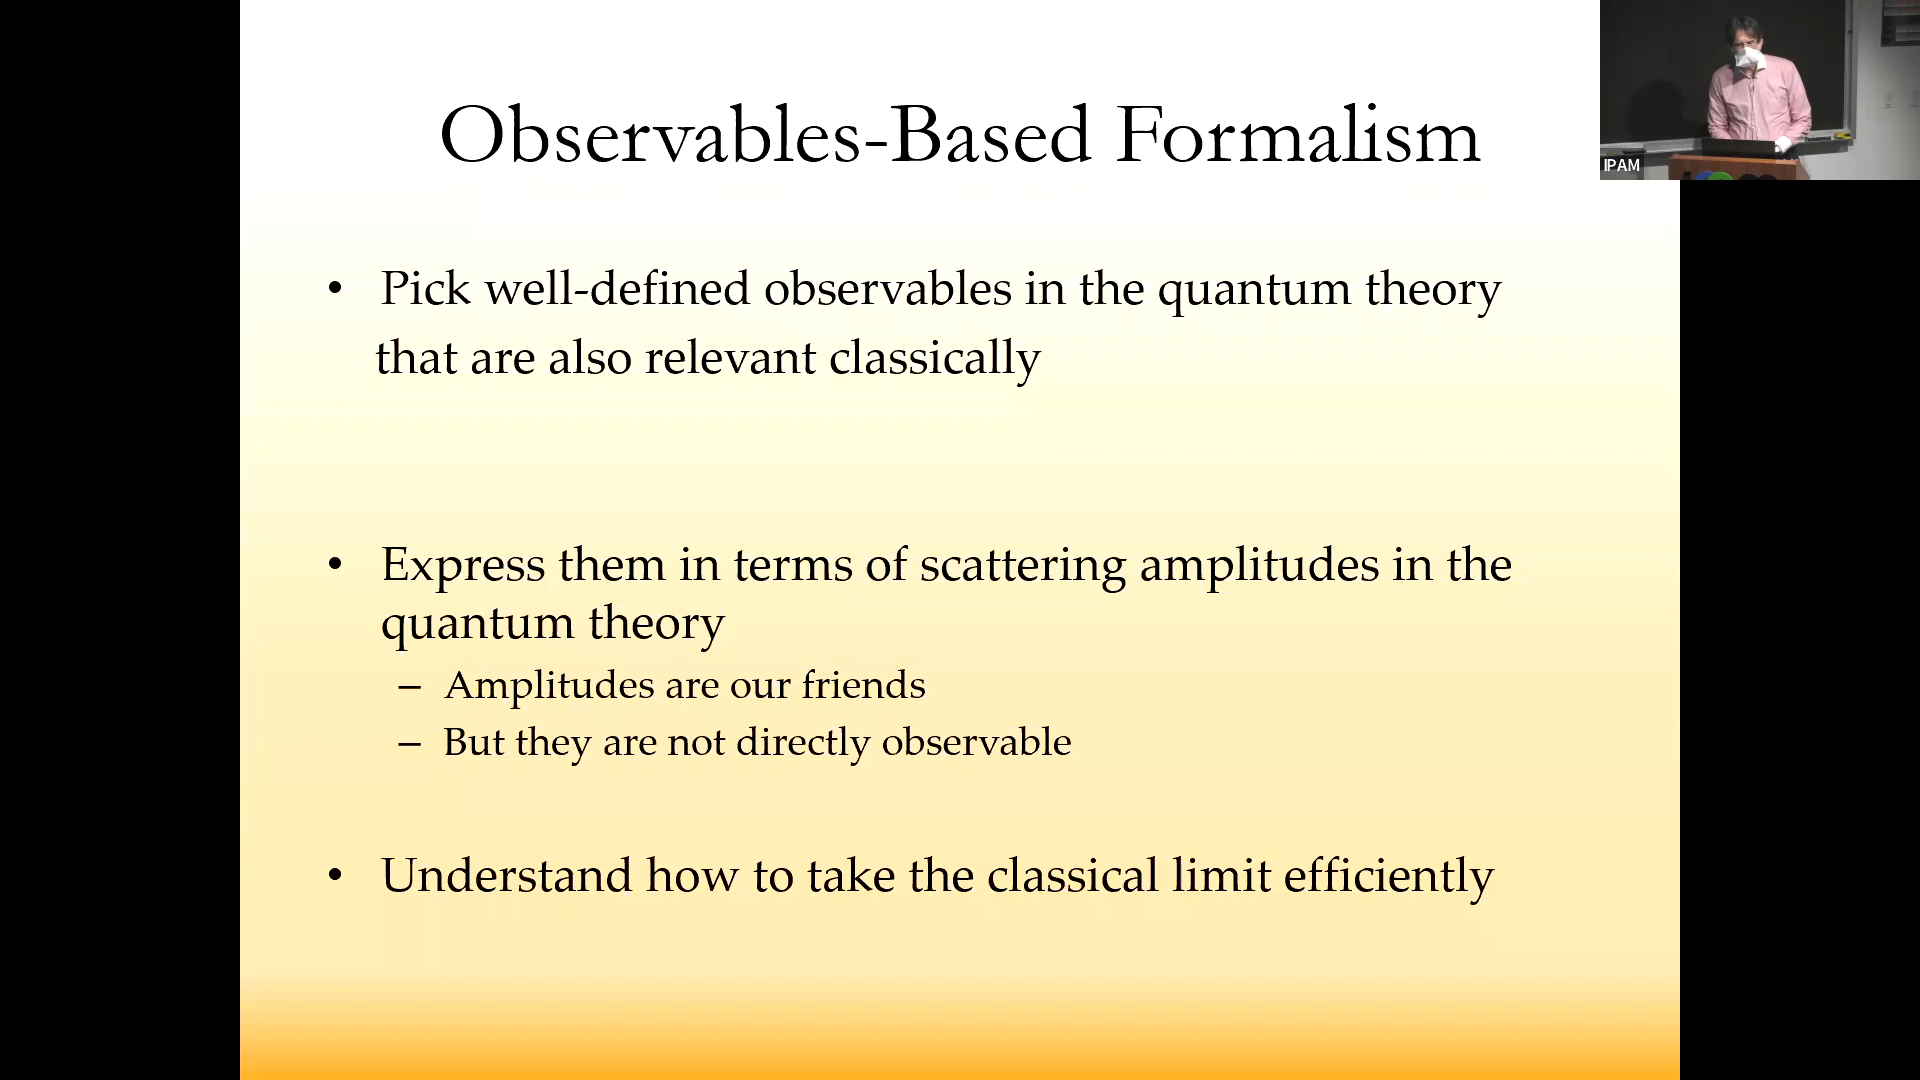 Observables-Based Formalism
• Pick well-defined observables in the quantum theory
that are also relevant classically
• Express them in terms of scattering amplitudes in the
quantum theory
– Amplitudes are our friends
– But they are not directly observable
• Understand how to take the classical limit efficiently
IPAM